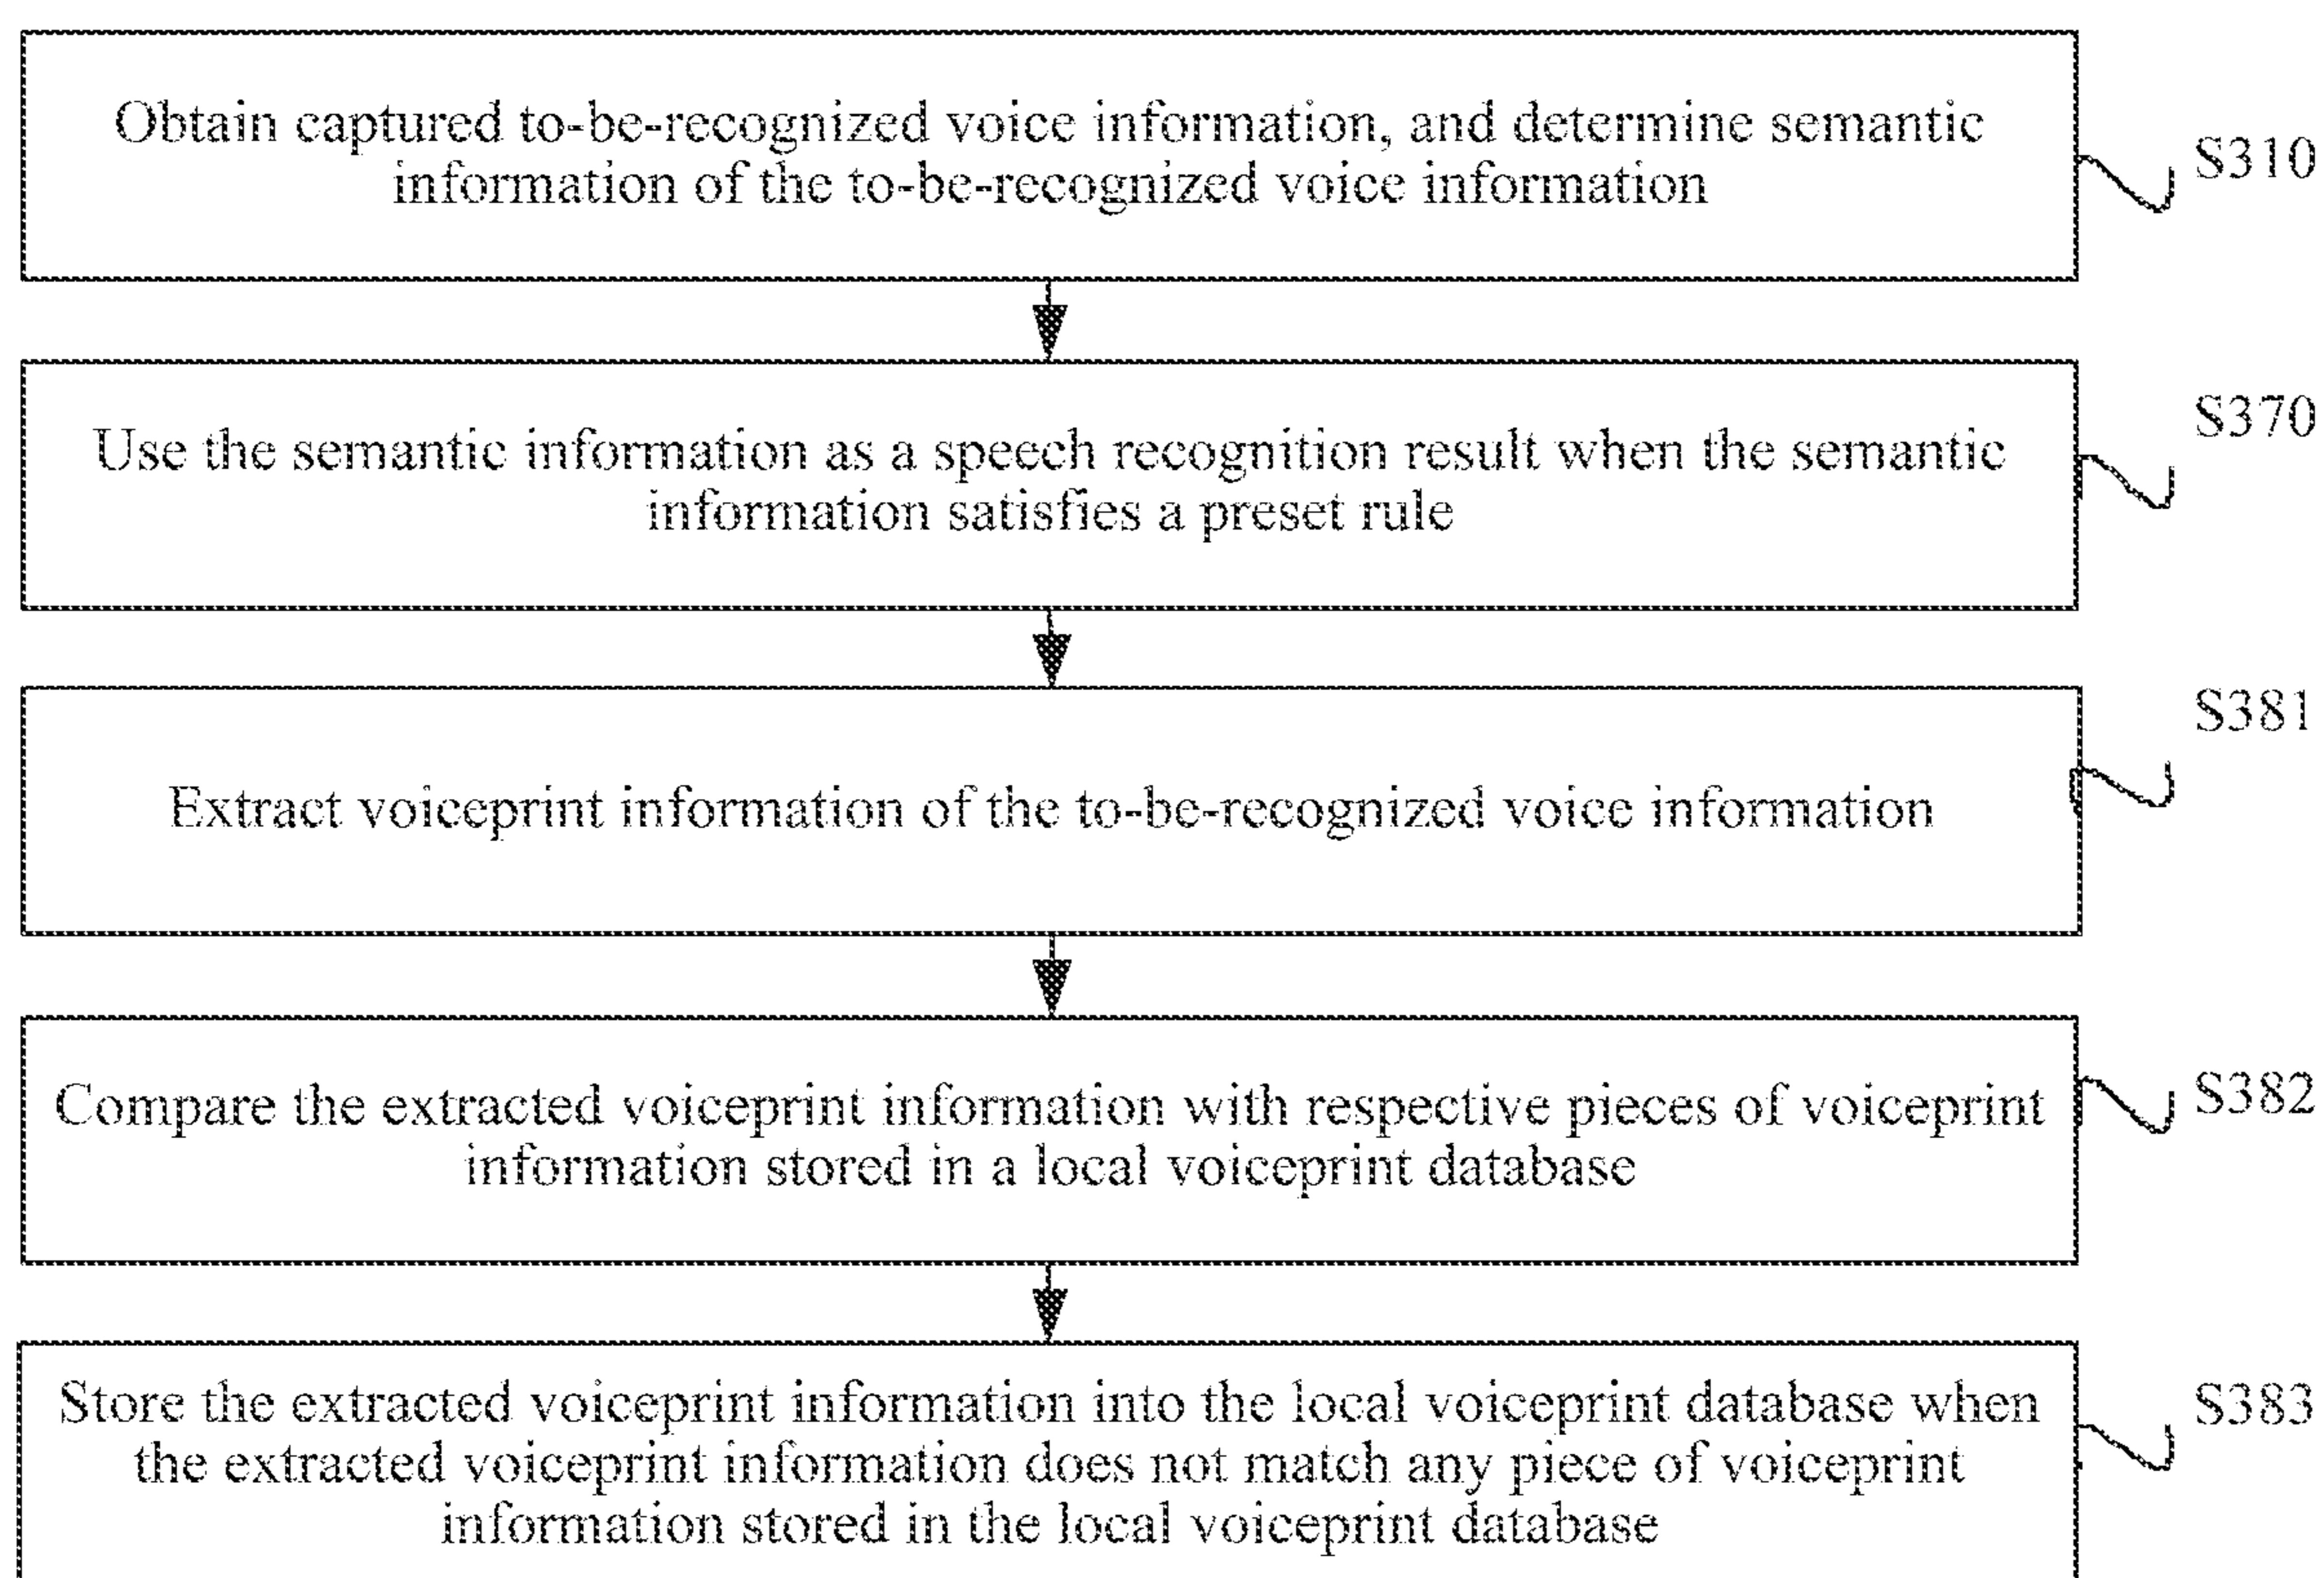 Obtain captured to-be-recognized voice information, and determine semantic
information of the to-be-recognized voice information
S310
Use the semantic information as a speech recognition result when the semantic
information satisfies a preset rule
S370
Extract voiceprint information of the to-be-recognized voice information
S381
Compare the extracted voiceprint information with respective pieces of voiceprint
information stored in a local voiceprint database
S382
Store the extracted voiceprint information into the local voiceprint database when
the extracted voiceprint information does not match any piece of voiceprint
information stored in the local voiceprint database
S383